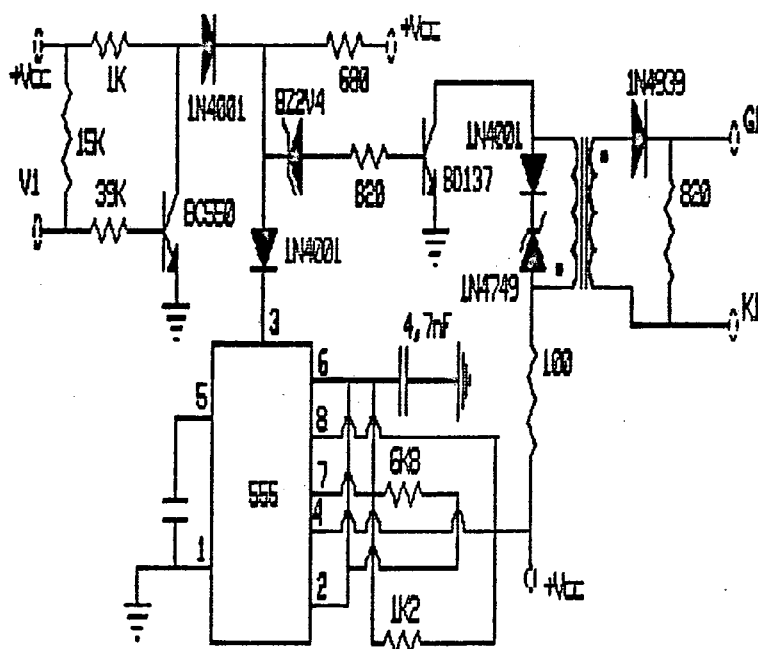 +Vcc
+Vcc
1K
1N4001
680
15K
BZ2V4
820
BD137
1N4001
1N4939
G1
V1
39K
BC550
820
1N4001
1N4749
K1
3
4,7nF
100
5
6
8
7
6K8
555
4
1
2
+Vcc
1K2